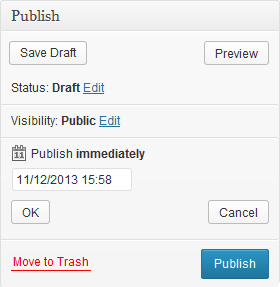 Publish
Save Draft Preview
Status: Draft Edit
Visibility: Public Edit
11 Publish immediately
11/12/2013 15:58
OK Cancel
Move to Trash Publish